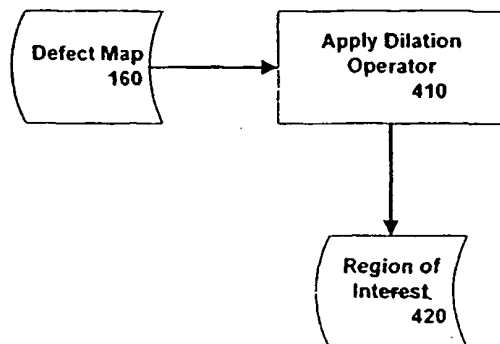 Defect Map
160
Apply Dilation
Operator
410
Region of
Interest
420